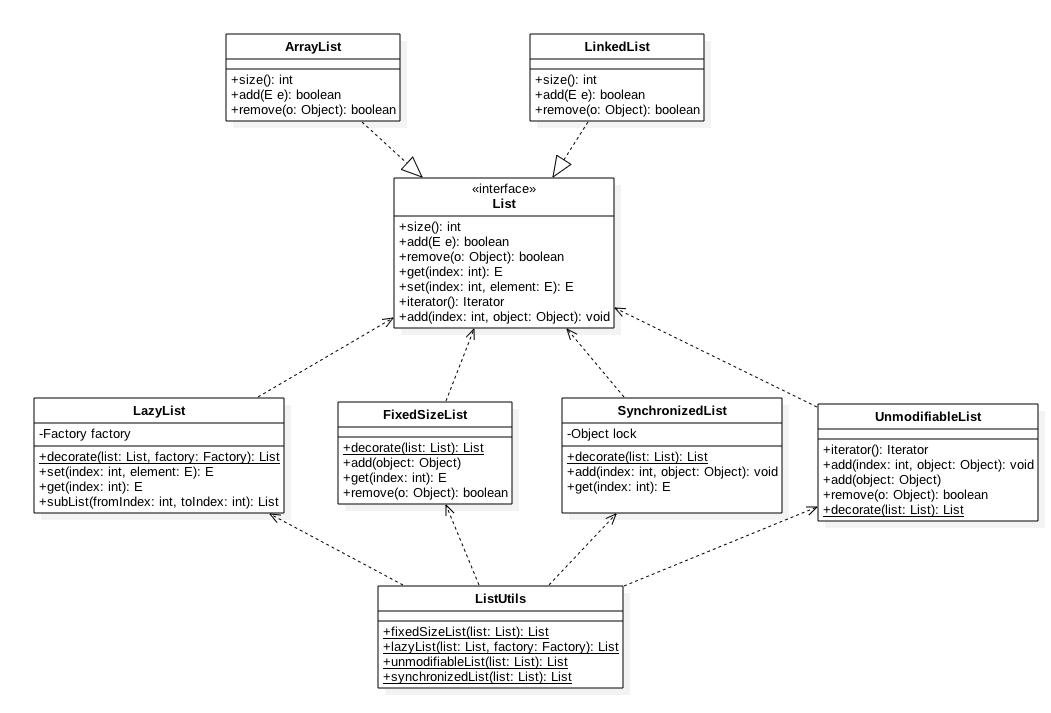 ArrayList
+size(): int
+add(E e): boolean
+remove(o: Object): boolean
LinkedList
+size(): int
+add(E e): boolean
+remove(o: Object): boolean
«interface»
List
+size(): int
+add(E e): boolean
+remove(o: Object): boolean
+get(index: int): E
+set(index: int, element: E): E
+iterator(): Iterator
+add(index: int, object: Object): void
LazyList
-Factory factory
+decorate(list: List, factory: Factory): List
+set(index: int, element: E): E
+get(index: int): E
+subList(fromIndex: int, toIndex: int): List
FixedSizeList
+decorate(list: List): List
+add(object: Object)
+get(index: int): E
+remove(o: Object): boolean
SynchronizedList
-Object lock
+decorate(list: List): List
+add(index: int, object: Object): void
+get(index: int): E
UnmodifiableList
+iterator(): Iterator
+add(index: int, object: Object): void
+add(object: Object)
+remove(o: Object): boolean
+decorate(list: List): List
ListUtils
+fixedSizeList(list: List): List
+lazyList(list: List, factory: Factory): List
+unmodifiableList(list: List): List
+synchronizedList(list: List): List